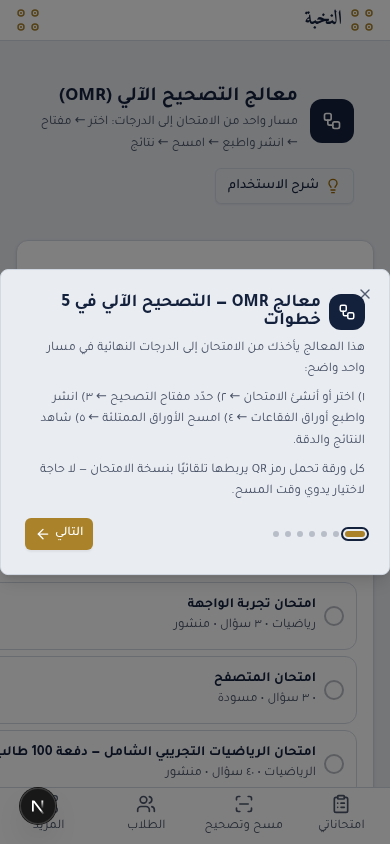 النخبة
معالج التصحيح الآلي (OMR)
مسار واحد من الامتحان إلى الدرجات: اختر ← مفتاح
← انشر واطبع ← امسح ← نتائج
شرح الاستخدام
معالج OMR — التصحيح الآلي في 5
خطوات
هذا المعالج يأخذك من الامتحان إلى الدرجات النهائية في مسار
واحد واضح:
١) اختر أو أنشئ الامتحان ← ٢) حدّد مفتاح التصحيح ← ٣) انشر
واطبع أوراق الفقاعات ← ٤) امسح الأوراق الممتلئة ← ٥) شاهد
النتائج والدقة.
كل ورقة تحمل رمز QR يربطها تلقائيًا بنسخة الامتحان — لا حاجة
لاختيار يدوي وقت المسح.
التالي ←
امتحان تجربة الواجهة
رياضيات · ٣ سؤال · منشور
امتحان المتصفح
· ٣ سؤال · مسودة
امتحان الرياضيات التجريبي الشامل — دفعة 100 طالب
الرياضيات · ٤٠ سؤال · منشور
امتحاناتي
مسح وتصحيح
الطلاب
المزيد
N